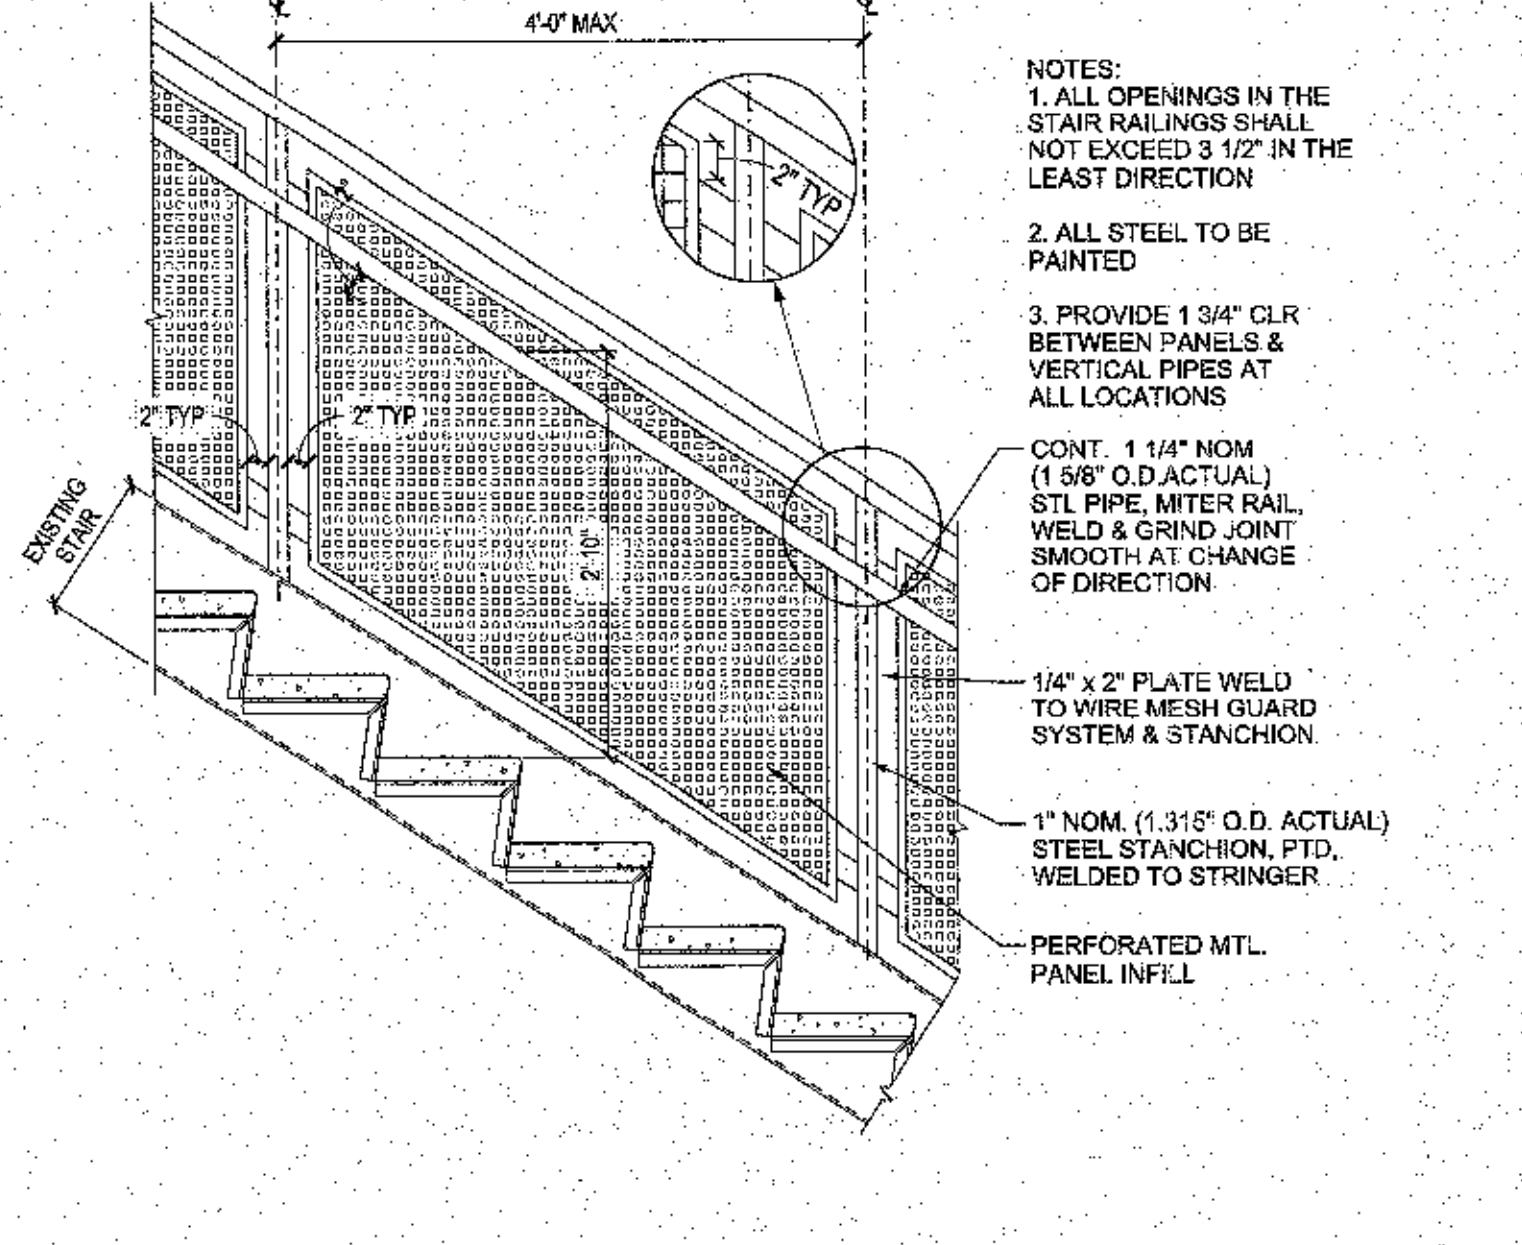 4'-0" MAX
NOTES:
1. ALL OPENINGS IN THE
STAIR RAILINGS SHALL
NOT EXCEED 3 1/2" IN THE
LEAST DIRECTION
2. ALL STEEL TO BE
PAINTED
3. PROVIDE 1 3/4" CLR
BETWEEN PANELS &
VERTICAL PIPES AT
ALL LOCATIONS
CONT. 1 1/4" NOM
(1 5/8" O.D.ACTUAL)
STL PIPE, MITER RAIL,
WELD & GRIND JOINT
SMOOTH AT CHANGE
OF DIRECTION
1/4" x 2" PLATE WELD
TO WIRE MESH GUARD
SYSTEM & STANCHION
1" NOM. (1.315" O.D. ACTUAL)
STEEL STANCHION, PTD,
WELDED TO STRINGER
PERFORATED MTL.
PANEL INFILL
2" TYP
2" TYP
2" TYP
2'-10"
EXISTING
STAIR